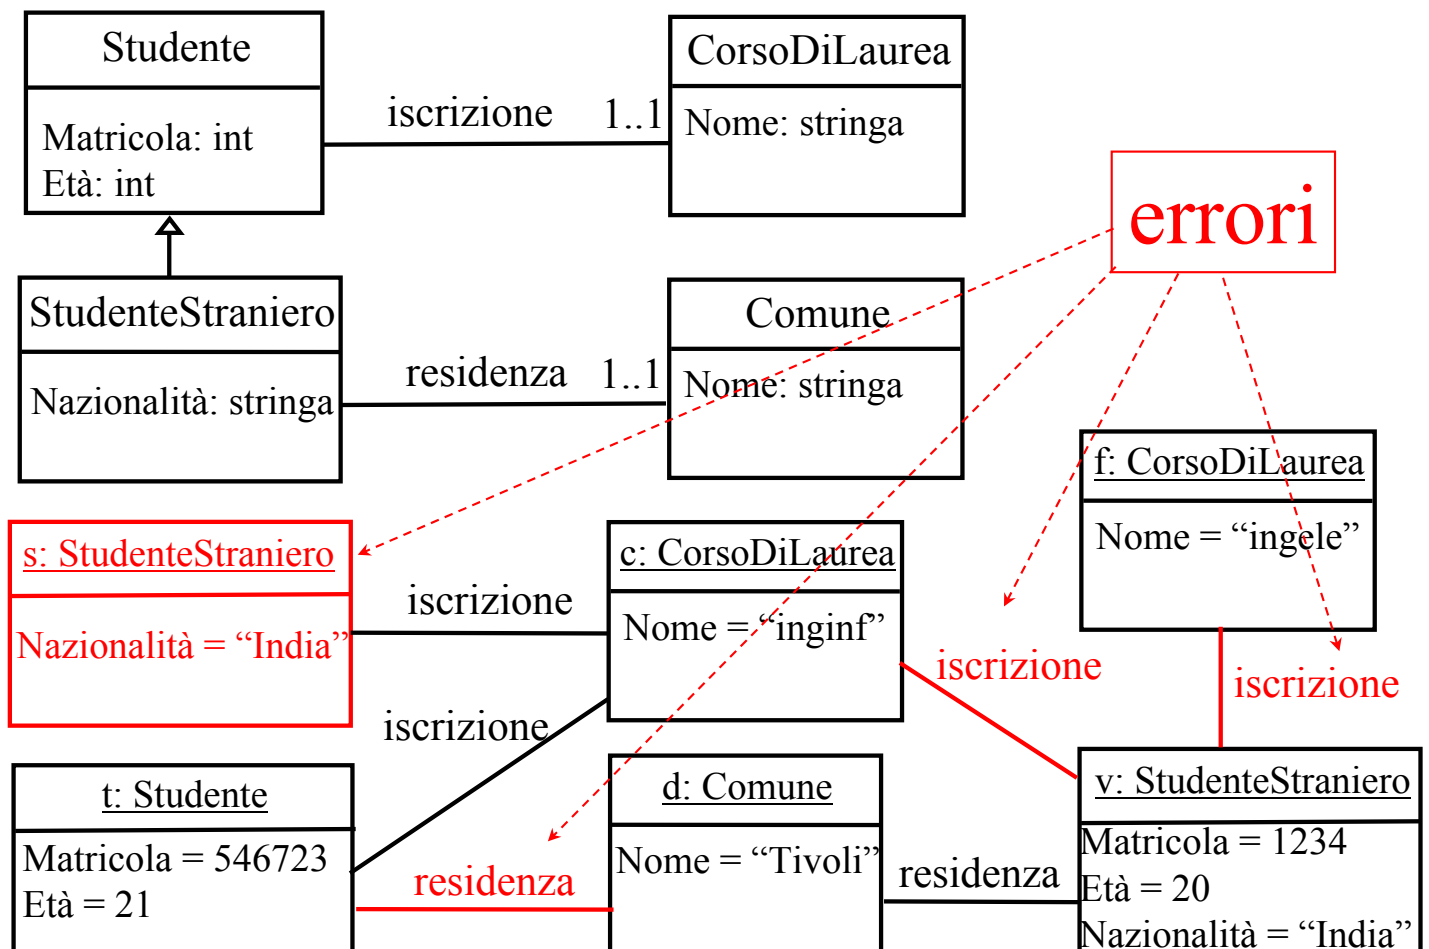 Studente
Matricola: int
Età: int
iscrizione
1..1
CorsoDiLaurea
Nome: stringa
errori
StudenteStraniero
Nazionalità: stringa
residenza
1..1
Comune
Nome: stringa
f: CorsoDiLaurea
Nome = “ingele”
s: StudenteStraniero
Nazionalità = “India”
iscrizione
c: CorsoDiLaurea
Nome = “inginf”
iscrizione
iscrizione
iscrizione
t: Studente
Matricola = 546723
Età = 21
residenza
d: Comune
Nome = “Tivoli”
residenza
v: StudenteStraniero
Matricola = 1234
Età = 20
Nazionalità = “India”